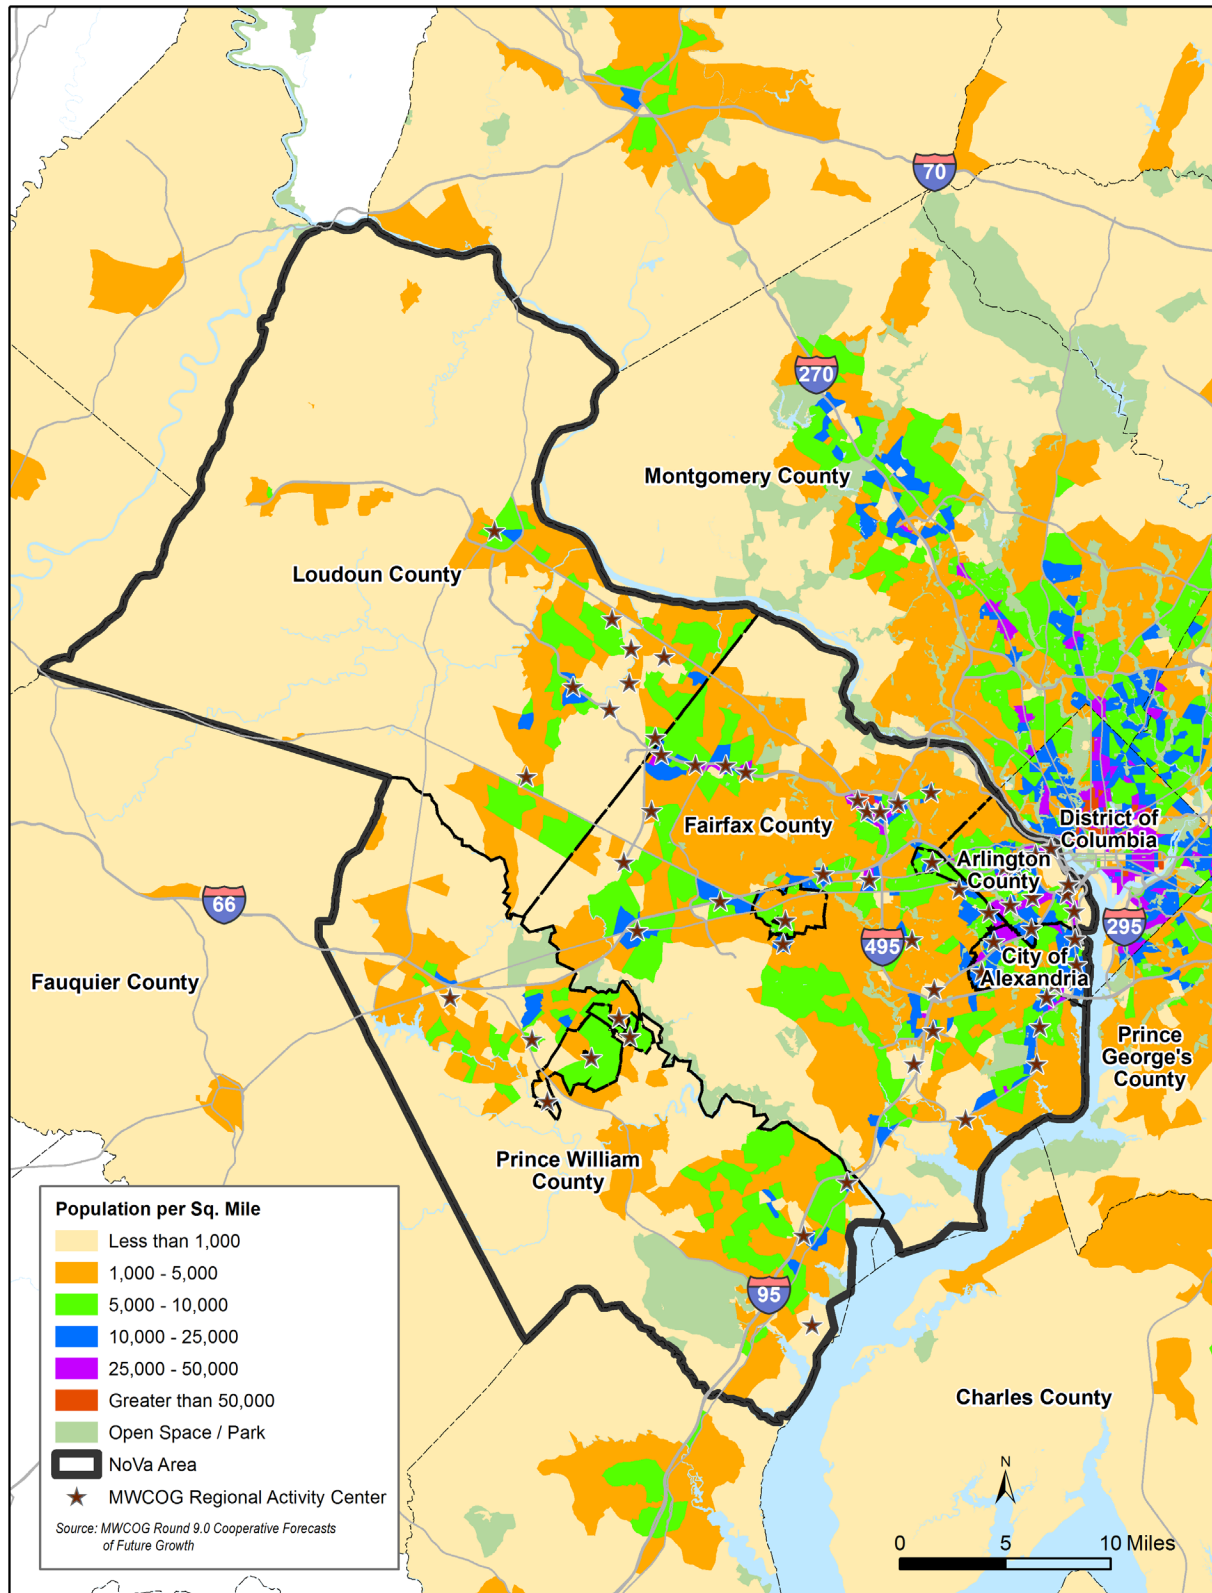 70
270
Montgomery County
Loudoun County
District of
Columbia
Fairfax County
Arlington
County
66
295
495
City of
Alexandria
Fauquier County
Prince
George's
County
Prince William
County
95
Charles County
Population per Sq. Mile
Less than 1,000
1,000 - 5,000
5,000 - 10,000
10,000 - 25,000
25,000 - 50,000
Greater than 50,000
Open Space / Park
NoVa Area
MWCOG Regional Activity Center
Source: MWCOG Round 9.0 Cooperative Forecasts
of Future Growth
N
0 5 10 Miles